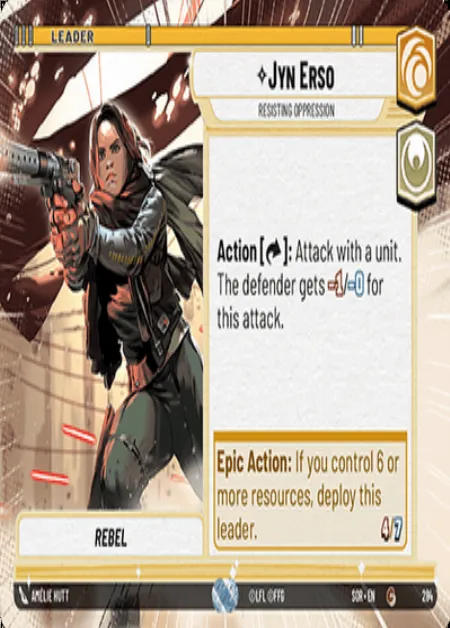 LEADER
JYN ERSO
RESISTING OPPRESSION
Action [ ]: Attack with a unit.
The defender gets -1/-0 for
this attack.
Epic Action: If you control 6 or
more resources, deploy this
leader.
4/7
REBEL
AMÉLIE HUTT
©LFL ©FFG
SOR • EN
C
284